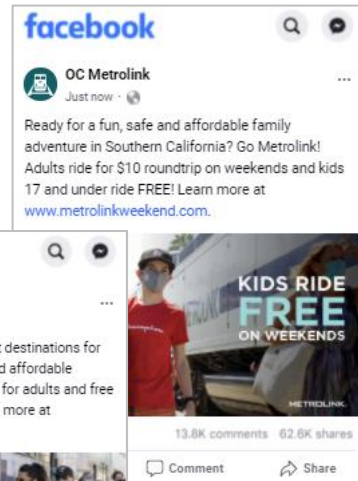 facebook
OC Metrolink
Just now
Ready for a fun, safe and affordable family
adventure in Southern California? Go Metrolink!
Adults ride for $10 roundtrip on weekends and kids
17 and under ride FREE! Learn more at
www.metrolinkweekend.com.
KIDS RIDE
FREE
ON WEEKENDS
METROLINK.
13.8K comments 62.6K shares
Comment Share
destinations for
d affordable
for adults and free
more at